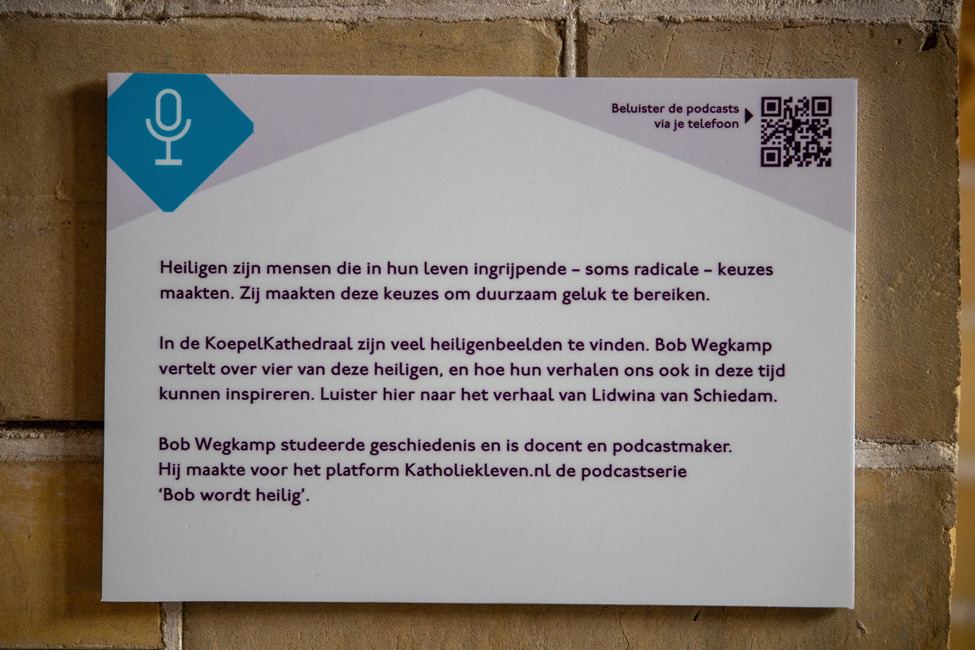 Beluister de podcasts
via je telefoon
Heiligen zijn mensen die in hun leven ingrijpende – soms radicale – keuzes
maakten. Zij maakten deze keuzes om duurzaam geluk te bereiken.
In de KoepelKathedraal zijn veel heiligenbeelden te vinden. Bob Wegkamp
vertelt over vier van deze heiligen, en hoe hun verhalen ons ook in deze tijd
kunnen inspireren. Luister hier naar het verhaal van Lidwina van Schiedam.
Bob Wegkamp studeerde geschiedenis en is docent en podcastmaker.
Hij maakte voor het platform Katholiekleven.nl de podcastserie
‘Bob wordt heilig’.